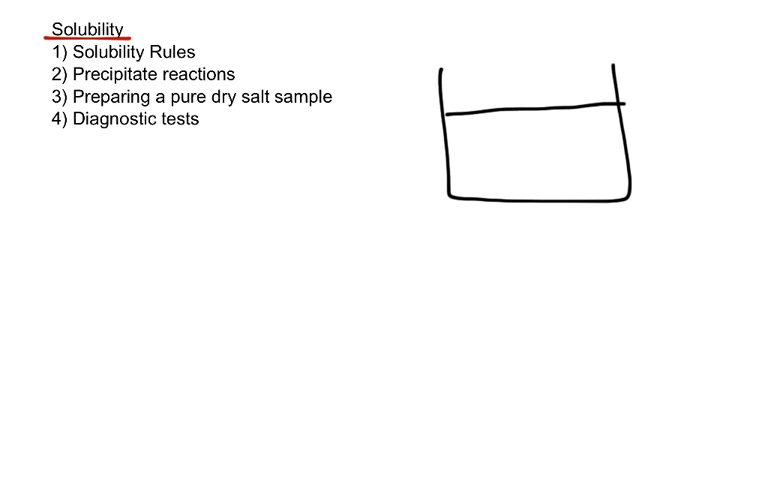 Solubility
1) Solubility Rules
2) Precipitate reactions
3) Preparing a pure dry salt sample
4) Diagnostic tests